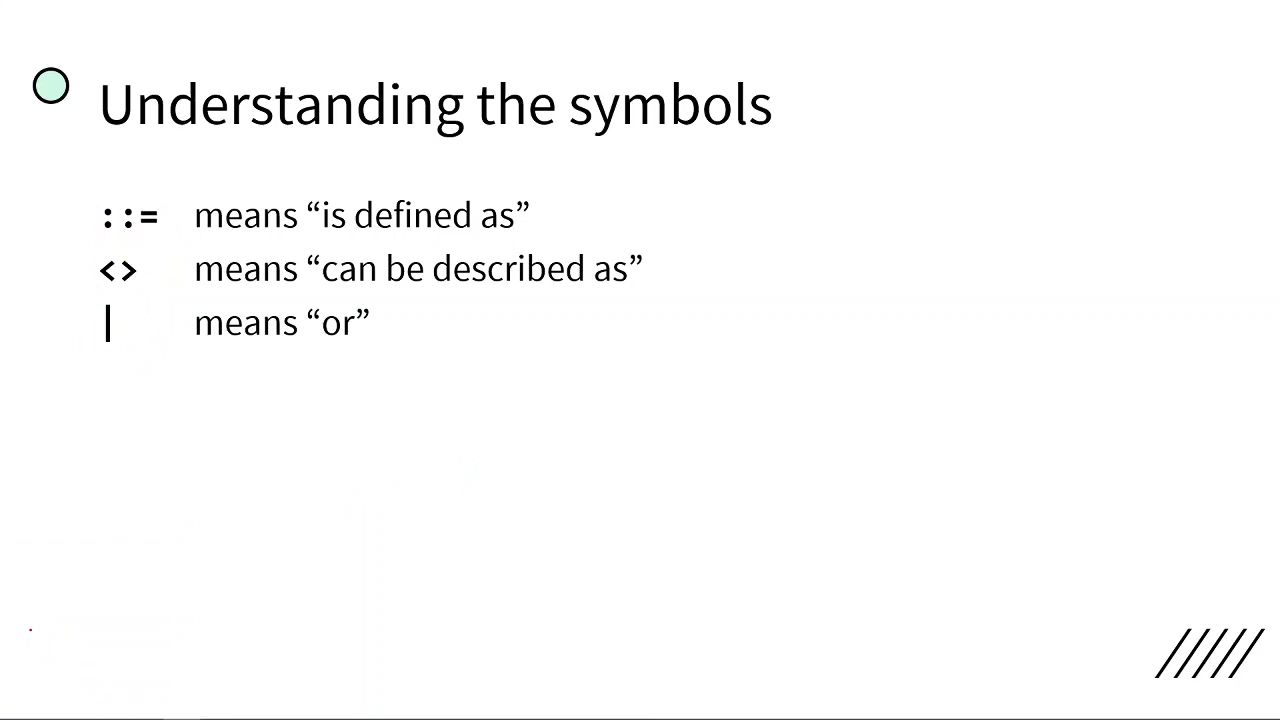 Understanding the symbols
::= means “is defined as”
<> means “can be described as”
| means “or”